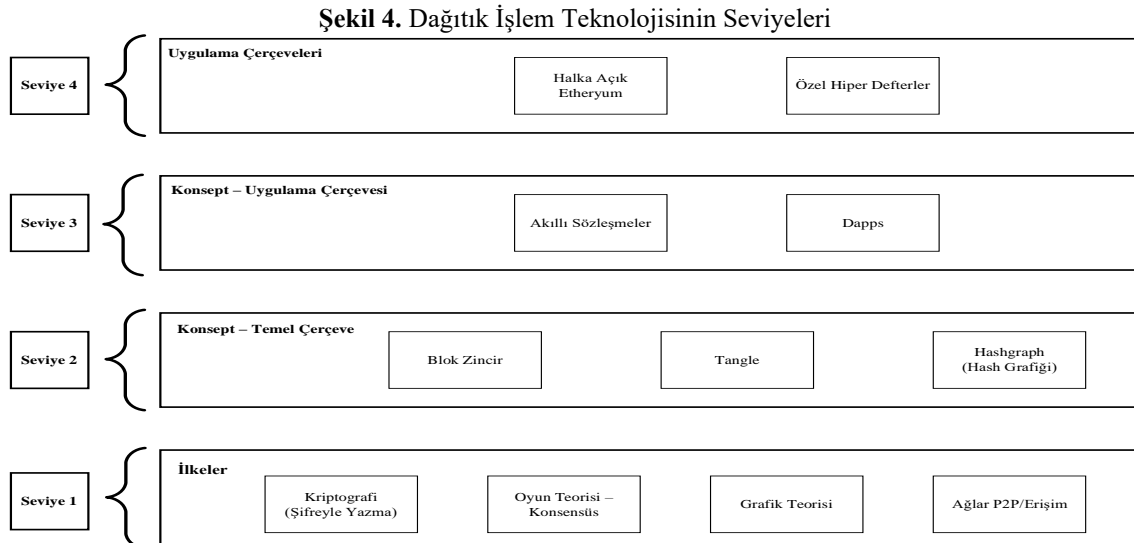 Şekil 4. Dağıtık İşlem Teknolojisinin Seviyeleri
Seviye 4
Uygulama Çerçeveleri
Halka Açık
Etheryum
Özel Hiper Defterler
Seviye 3
Konsept – Uygulama Çerçevesi
Akıllı Sözleşmeler
Dapps
Seviye 2
Konsept – Temel Çerçeve
Blok Zincir
Tangle
Hashgraph
(Hash Grafiği)
Seviye 1
İlkeler
Kriptografi
(Şifreyle Yazma)
Oyun Teorisi –
Konsensüs
Grafik Teorisi
Ağlar P2P/Erişim